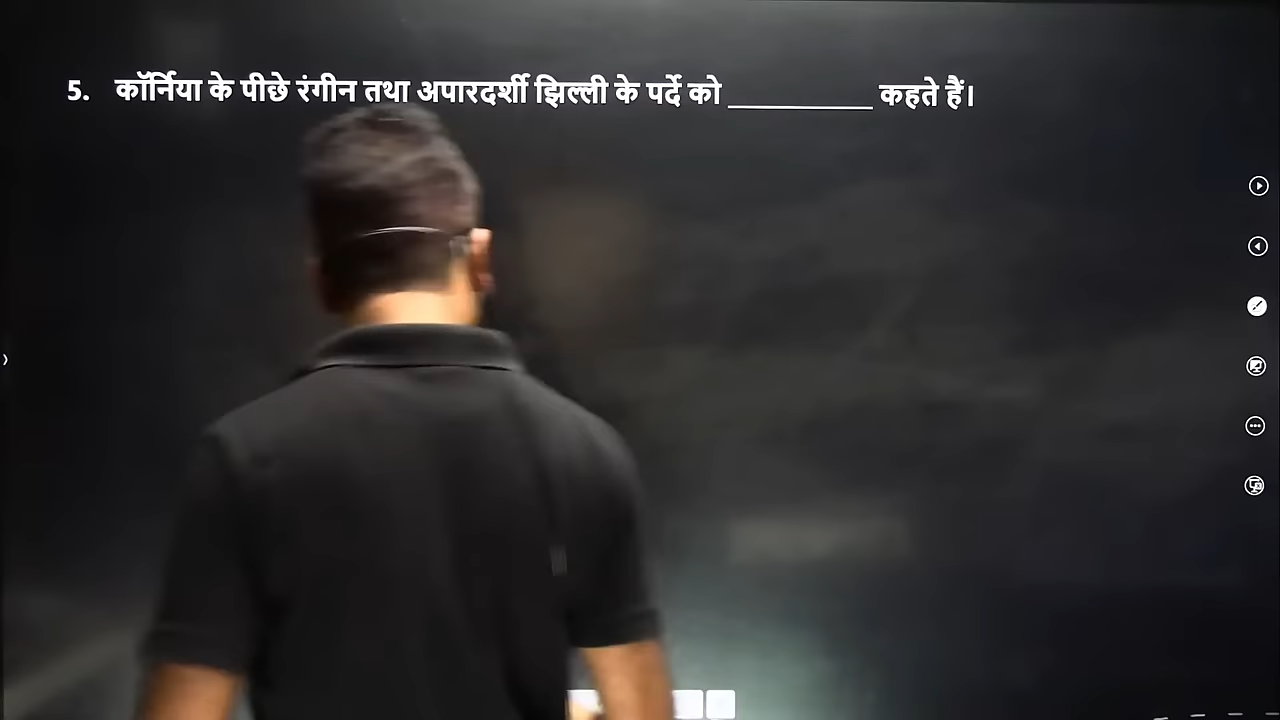 5. कॉर्निया के पीछे रंगीन तथा अपारदर्शी झिल्ली के पर्दे को __________ कहते हैं।